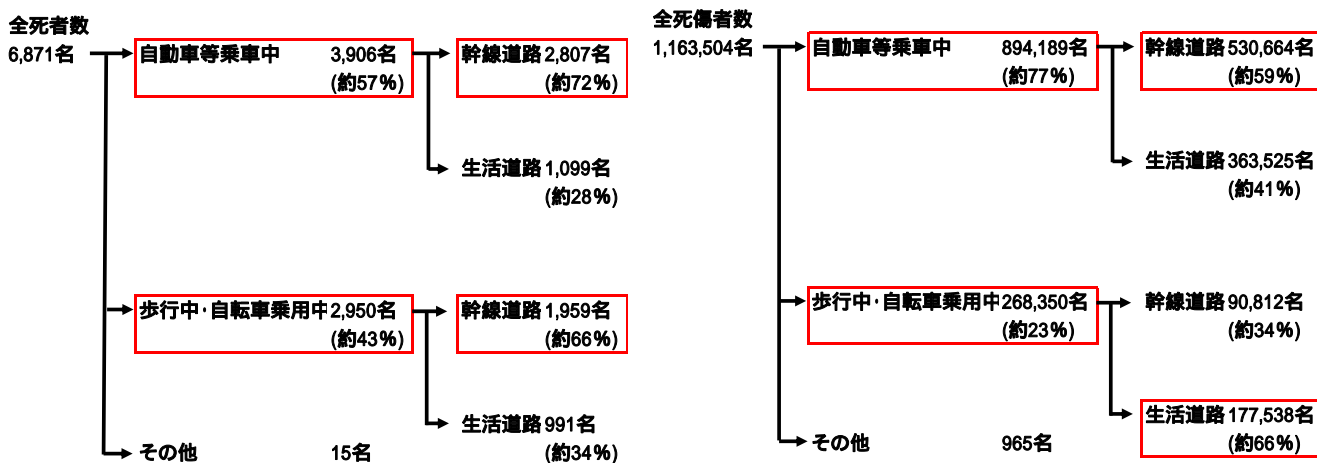 全死者数
6,871名
自動車等乗車中 3,906名
(約57%)
幹線道路 2,807名
(約72%)
生活道路 1,099名
(約28%)
歩行中・自転車乗用中 2,950名
(約43%)
幹線道路 1,959名
(約66%)
生活道路 991名
(約34%)
その他 15名
全死傷者数
1,163,504名
自動車等乗車中 894,189名
(約77%)
幹線道路 530,664名
(約59%)
生活道路 363,525名
(約41%)
歩行中・自転車乗用中 268,350名
(約23%)
幹線道路 90,812名
(約34%)
生活道路 177,538名
(約66%)
その他 965名